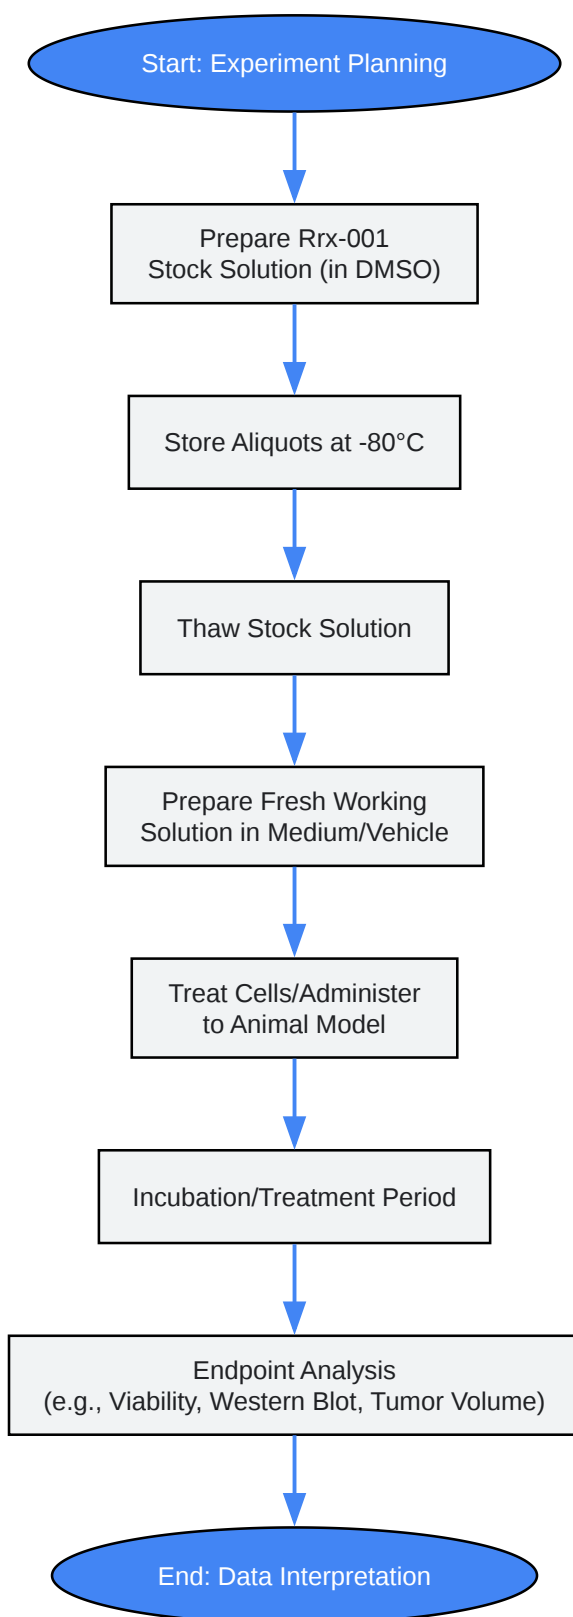 Start: Experiment Planning
Prepare Rrx-001
Stock Solution (in DMSO)
Store Aliquots at -80°C
Thaw Stock Solution
Prepare Fresh Working
Solution in Medium/Vehicle
Treat Cells/Administer
to Animal Model
Incubation/Treatment Period
Endpoint Analysis
(e.g., Viability, Western Blot, Tumor Volume)
End: Data Interpretation